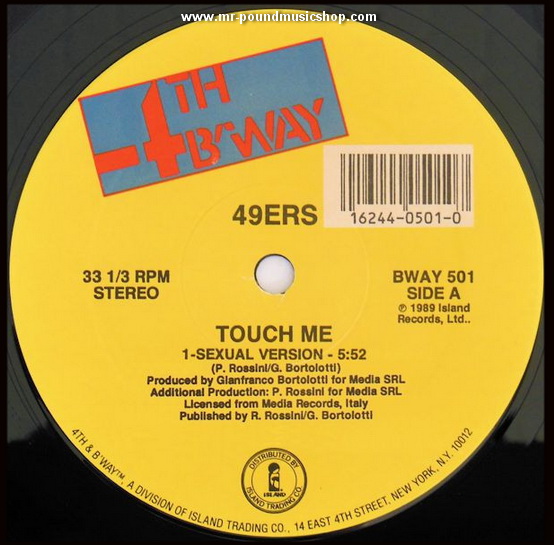 www.mr-poundmusicshop.com
4TH
B'WAY
16244-0501-0
49ERS
33 1/3 RPM
STEREO
BWAY 501
SIDE A
℗ 1989 Island
Records, Ltd..
TOUCH ME
1-SEXUAL VERSION - 5:52
(P. Rossini/G. Bortolotti)
Produced by Gianfranco Bortolotti for Media SRL
Additional Production: P. Rossini for Media SRL
Licensed from Media Records, Italy
Published by R. Rossini/G. Bortolotti
DISTRIBUTED BY
ISLAND
ISLAND TRADING CO.
4TH & B'WAY™, A DIVISION OF ISLAND TRADING CO., 14 EAST 4TH STREET, NEW YORK, N.Y. 10012